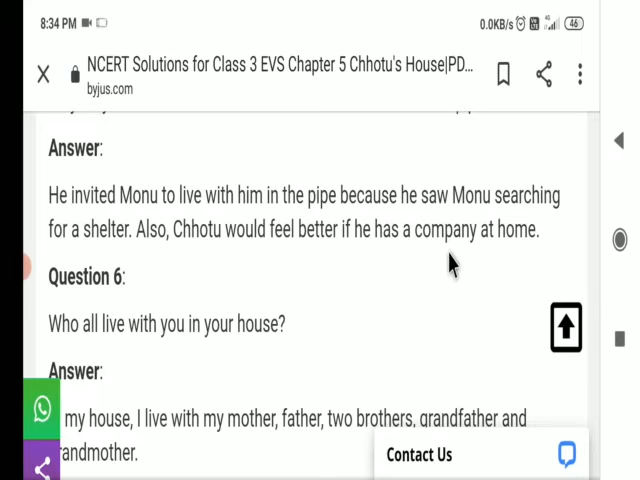 8:34 PM
0.0KB/s 4G 46
NCERT Solutions for Class 3 EVS Chapter 5 Chhotu's House|PD...
byjus.com
Answer:
He invited Monu to live with him in the pipe because he saw Monu searching
for a shelter. Also, Chhotu would feel better if he has a company at home.
Question 6:
Who all live with you in your house?
Answer:
my house, I live with my mother, father, two brothers, grandfather and
randmother.
Contact Us